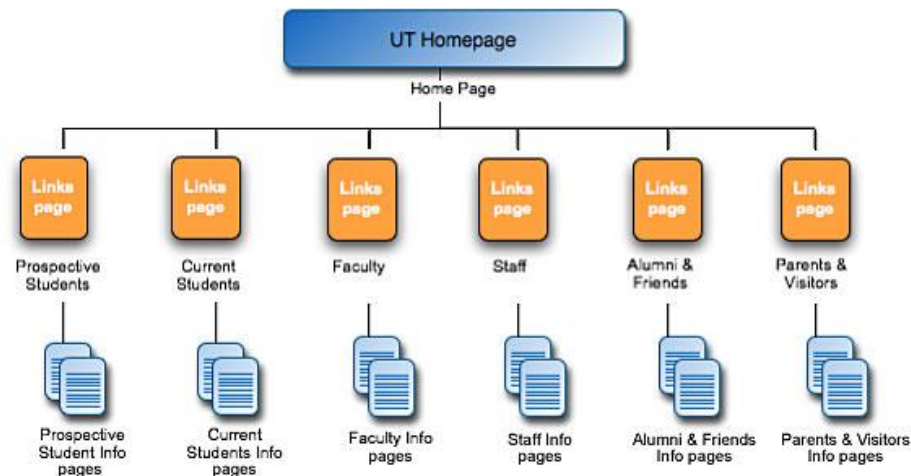 UT Homepage
Home Page
Links
page
Links
page
Links
page
Links
page
Links
page
Links
page
Prospective
Students
Current
Students
Faculty
Staff
Alumni &
Friends
Parents &
Visitors
Prospective
Student Info
pages
Current
Students Info
pages
Faculty Info
pages
Staff Info
pages
Alumni & Friends
Info pages
Parents & Visitors
Info pages